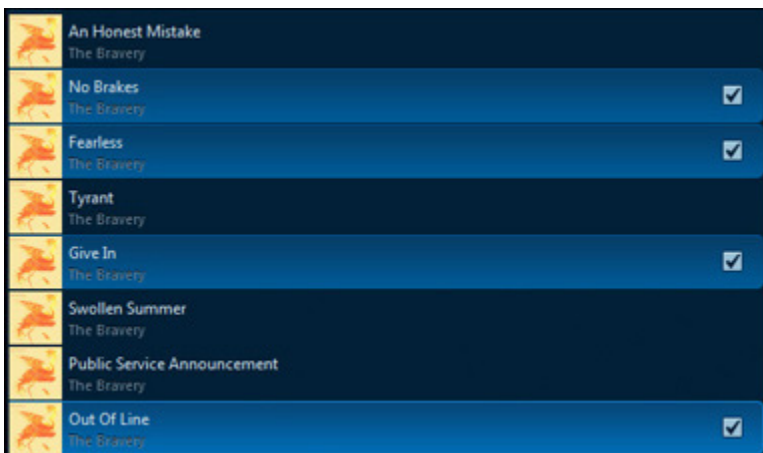 An Honest Mistake
The Bravery
No Brakes
The Bravery
Fearless
The Bravery
Tyrant
The Bravery
Give In
The Bravery
Swollen Summer
The Bravery
Public Service Announcement
The Bravery
Out Of Line
The Bravery